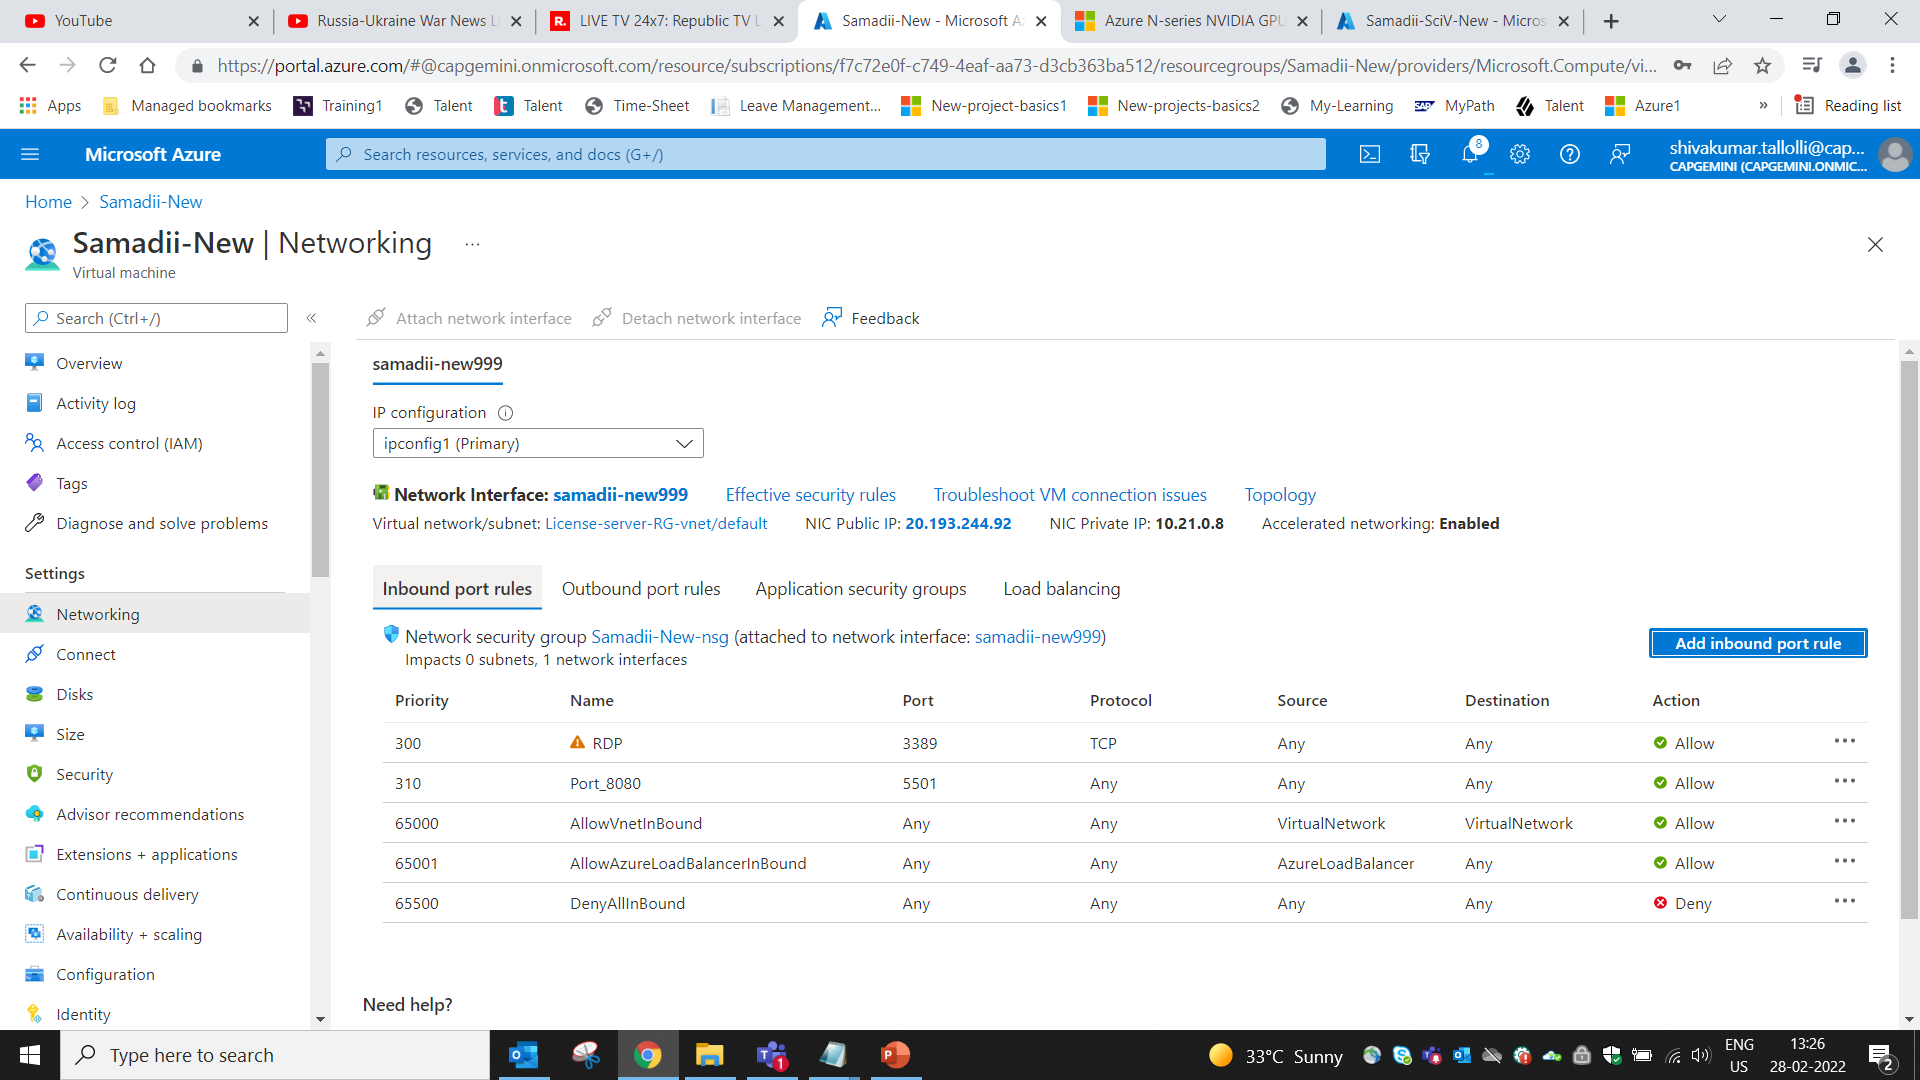 YouTube
Russia-Ukraine War News L
LIVE TV 24x7: Republic TV L
Samadii-New - Microsoft A
Azure N-series NVIDIA GPU
Samadii-SciV-New - Micros
https://portal.azure.com/#@capgemini.onmicrosoft.com/resource/subscriptions/f7c72e0f-c749-4eaf-aa73-d3cb363ba512/resourcegroups/Samadii-New/providers/Microsoft.Compute/vi...
Apps
Managed bookmarks
Training1
Talent
Talent
Time-Sheet
Leave Management...
New-project-basics1
New-projects-basics2
My-Learning
MyPath
Talent
Azure1
»
Reading list
Microsoft Azure
Search resources, services, and docs (G+/)
8
shivakumar.tallolli@cap...
CAPGEMINI (CAPGEMINI.ONMIC...
Home > Samadii-New
Samadii-New | Networking ...
Virtual machine
Search (Ctrl+/)
«
Attach network interface
Detach network interface
Feedback
Overview
Activity log
Access control (IAM)
Tags
Diagnose and solve problems
Settings
Networking
Connect
Disks
Size
Security
Advisor recommendations
Extensions + applications
Continuous delivery
Availability + scaling
Configuration
Identity
samadii-new999
IP configuration
ipconfig1 (Primary)
Network Interface: samadii-new999 Effective security rules Troubleshoot VM connection issues Topology
Virtual network/subnet: License-server-RG-vnet/default NIC Public IP: 20.193.244.92 NIC Private IP: 10.21.0.8 Accelerated networking: Enabled
Inbound port rules Outbound port rules Application security groups Load balancing
Network security group Samadii-New-nsg (attached to network interface: samadii-new999)
Impacts 0 subnets, 1 network interfaces
Add inbound port rule
Priority Name Port Protocol Source Destination Action
300 RDP 3389 TCP Any Any Allow ...
310 Port_8080 5501 Any Any Any Allow ...
65000 AllowVnetInBound Any Any VirtualNetwork VirtualNetwork Allow ...
65001 AllowAzureLoadBalancerInBound Any Any AzureLoadBalancer Any Allow ...
65500 DenyAllInBound Any Any Any Any Deny ...
Need help?
Type here to search
1
33°C Sunny
ENG
US
13:26
28-02-2022
2